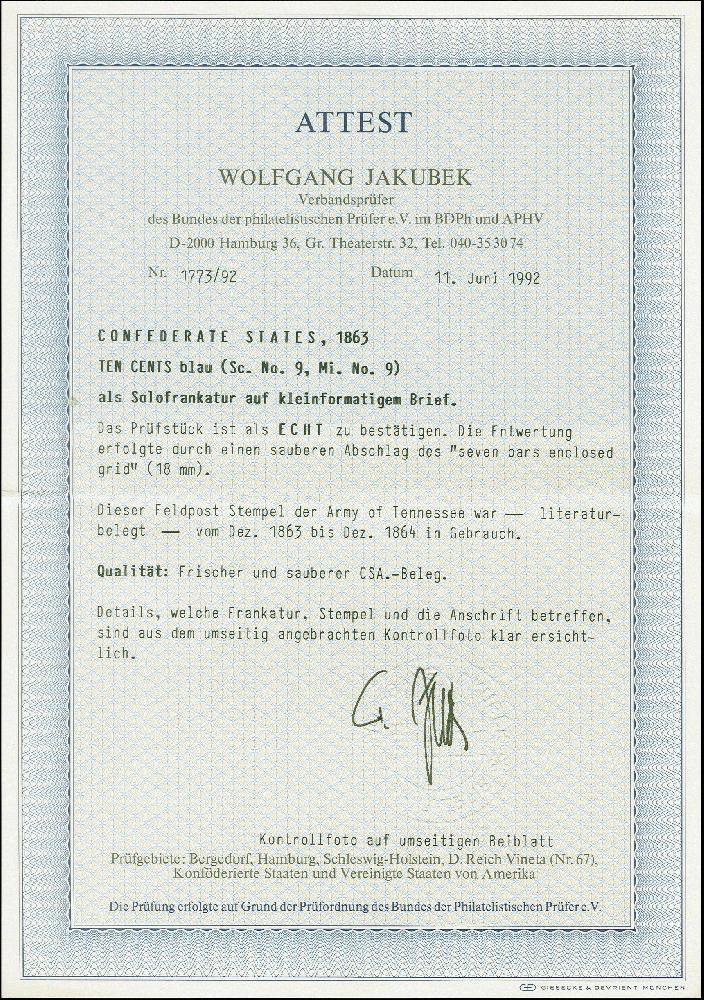 ATTEST
WOLFGANG JAKUBEK
Verbandsprüfer
des Bundes der philatelistischen Prüfer e.V. im BDPh und APHV
D-2000 Hamburg 36, Gr. Theaterstr. 32, Tel. 040-35 30 74
Nr. 1773/92 Datum 11. Juni 1992
CONFEDERATE STATES, 1863
TEN CENTS blau (Sc. No. 9, Mi. No. 9)
als Solofrankatur auf kleinformatigem Brief.
Das Prüfstück ist als ECHT zu bestätigen. Die Entwertung
erfolgte durch einen sauberen Abschlag des "seven bars enclosed
grid" (18 mm).
Dieser Feldpost Stempel der Army of Tennessee war — literatur-
belegt — vom Dez. 1863 bis Dez. 1864 in Gebrauch.
Qualität: Frischer und sauberer CSA.-Beleg.
Details, welche Frankatur, Stempel und die Anschrift betreffen,
sind aus dem umseitig angebrachten Kontrollfoto klar ersicht-
lich.
Kontrollfoto auf umseitigen Beiblatt
Prüfgebiete: Bergedorf, Hamburg, Schleswig-Holstein, D. Reich Vineta (Nr. 67),
Konföderierte Staaten und Vereinigte Staaten von Amerika
Die Prüfung erfolgte auf Grund der Prüfordnung des Bundes der Philatelistischen Prüfer e.V.
GIESECKE & DEVRIENT MÜNCHEN